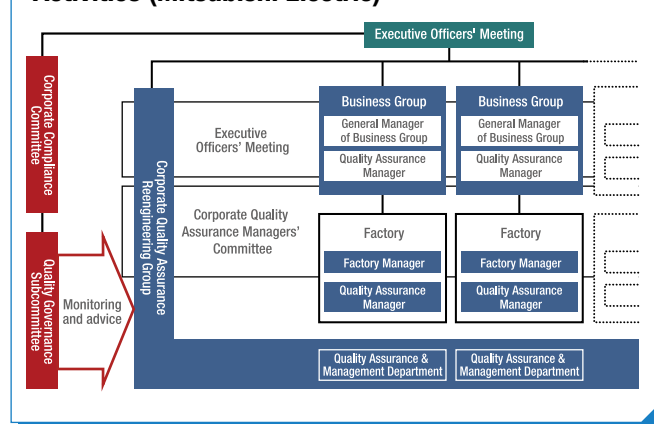 Activities (Mitsubishi Electric)
Executive Officers' Meeting
Corporate Compliance
Committee
Quality Governance
Subcommittee
Monitoring
and advice
Corporate Quality Assurance
Reengineering Group
Executive
Officers' Meeting
Corporate Quality
Assurance Managers'
Committee
Business Group
General Manager
of Business Group
Quality Assurance
Manager
Factory
Factory Manager
Quality Assurance
Manager
Quality Assurance &
Management Department
Business Group
General Manager
of Business Group
Quality Assurance
Manager
Factory
Factory Manager
Quality Assurance
Manager
Quality Assurance &
Management Department